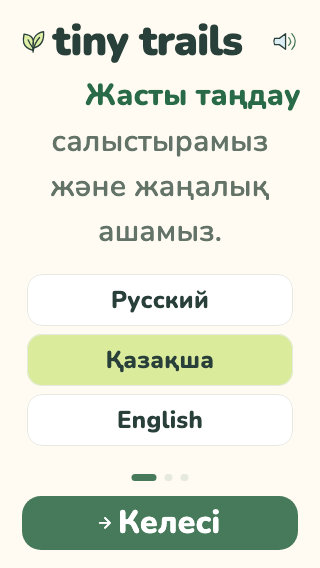 tiny trails
Жасты таңдау
салыстырамыз
және жаңалық
ашамыз.
Русский
Қазақша
English
Келесі